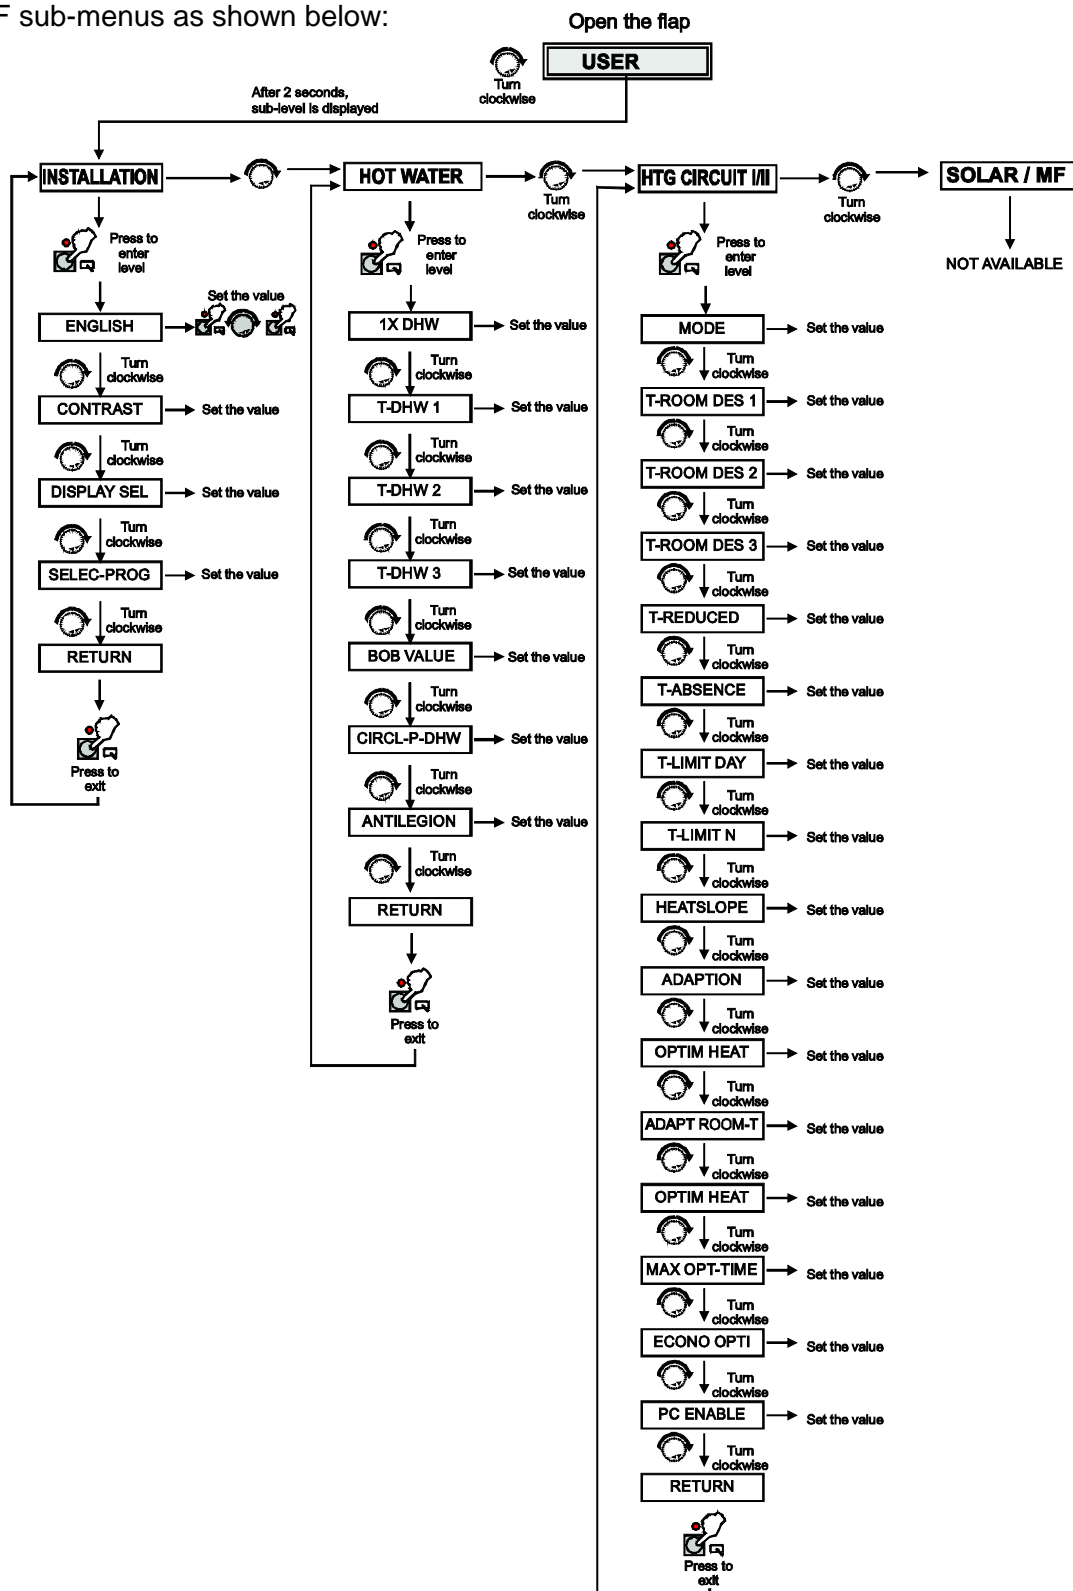 F sub-menus as shown below:
Open the flap
USER
Turn
clockwise
After 2 seconds,
sub-level is displayed
INSTALLATION
HOT WATER
Turn
clockwise
HTG CIRCUIT I/II
Turn
clockwise
SOLAR / MF
NOT AVAILABLE
Press to
enter
level
Set the value
ENGLISH
Turn
clockwise
CONTRAST
Set the value
Turn
clockwise
DISPLAY SEL
Set the value
Turn
clockwise
SELEC-PROG
Set the value
Turn
clockwise
RETURN
Press to
exit
Press to
enter
level
1X DHW
Set the value
Turn
clockwise
T-DHW 1
Set the value
Turn
clockwise
T-DHW 2
Set the value
Turn
clockwise
T-DHW 3
Set the value
Turn
clockwise
BOB VALUE
Set the value
Turn
clockwise
CIRCL-P-DHW
Set the value
Turn
clockwise
ANTILEGION
Set the value
Turn
clockwise
RETURN
Press to
exit
Press to
enter
level
MODE
Set the value
Turn
clockwise
T-ROOM DES 1
Set the value
Turn
clockwise
T-ROOM DES 2
Set the value
Turn
clockwise
T-ROOM DES 3
Set the value
Turn
clockwise
T-REDUCED
Set the value
Turn
clockwise
T-ABSENCE
Set the value
Turn
clockwise
T-LIMIT DAY
Set the value
Turn
clockwise
T-LIMIT N
Set the value
Turn
clockwise
HEATSLOPE
Set the value
Turn
clockwise
ADAPTION
Set the value
Turn
clockwise
OPTIM HEAT
Set the value
Turn
clockwise
ADAPT ROOM-T
Set the value
Turn
clockwise
OPTIM HEAT
Set the value
Turn
clockwise
MAX OPT-TIME
Set the value
Turn
clockwise
ECONO OPTI
Set the value
Turn
clockwise
PC ENABLE
Set the value
Turn
clockwise
RETURN
Press to
exit